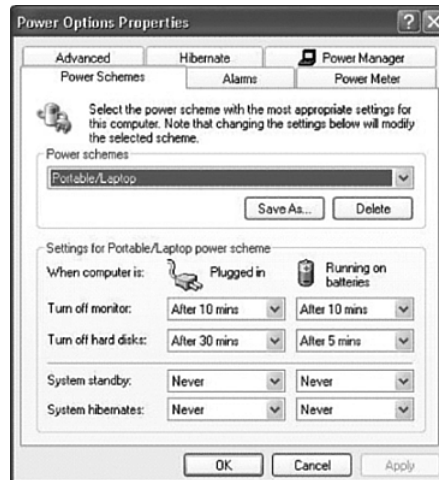 Power Options Properties
Advanced Hibernate Power Manager
Power Schemes Alarms Power Meter
Select the power scheme with the most appropriate settings for
this computer. Note that changing the settings below will modify
the selected scheme.
Power schemes
Portable/Laptop
Save As... Delete
Settings for Portable/Laptop power scheme
When computer is: Plugged in Running on
batteries
Turn off monitor: After 10 mins After 10 mins
Turn off hard disks: After 30 mins After 5 mins
System standby: Never Never
System hibernates: Never Never
OK Cancel Apply